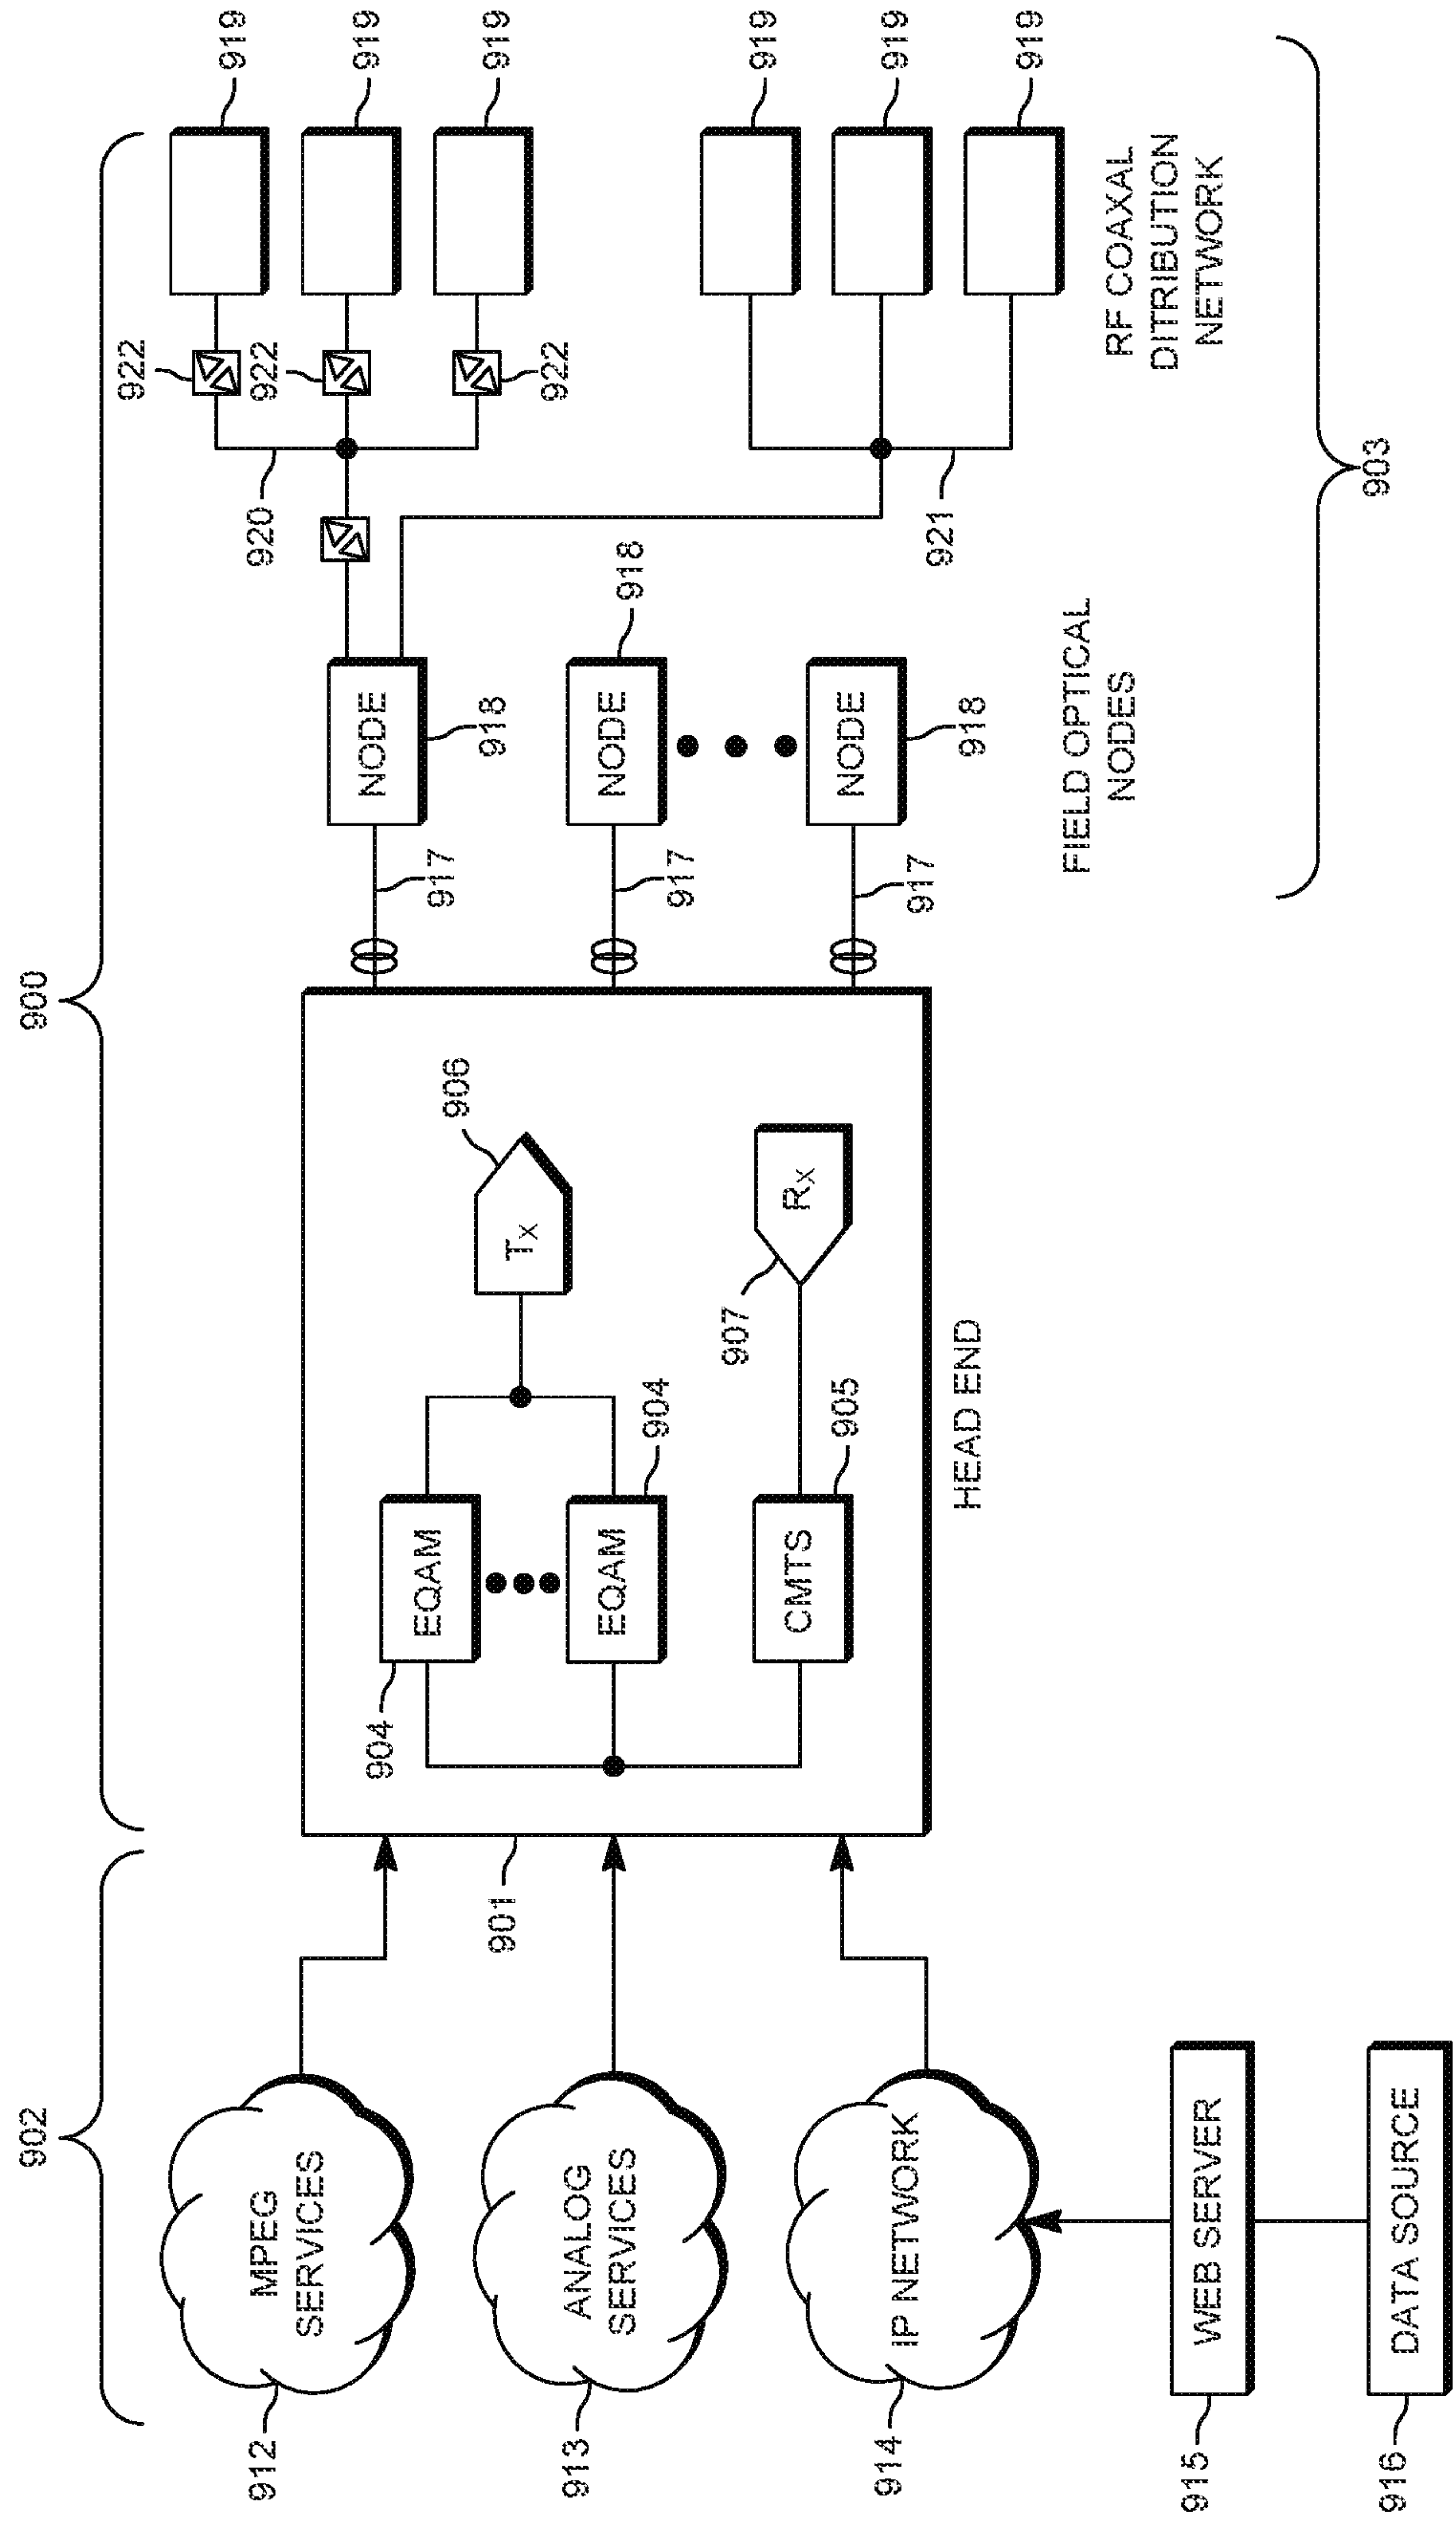 902
900
912
MPEG
SERVICES
913
ANALOG
SERVICES
914
IP NETWORK
915
WEB SERVER
916
DATA SOURCE
901
904
EQAM
EQAM
904
CMTS
905
TX
906
RX
907
HEAD END
917
917
917
NODE
918
NODE
918
NODE
918
FIELD OPTICAL
NODES
920
921
922
922
922
919
919
919
919
919
919
RF COAXAL
DITRIBUTION
NETWORK
903